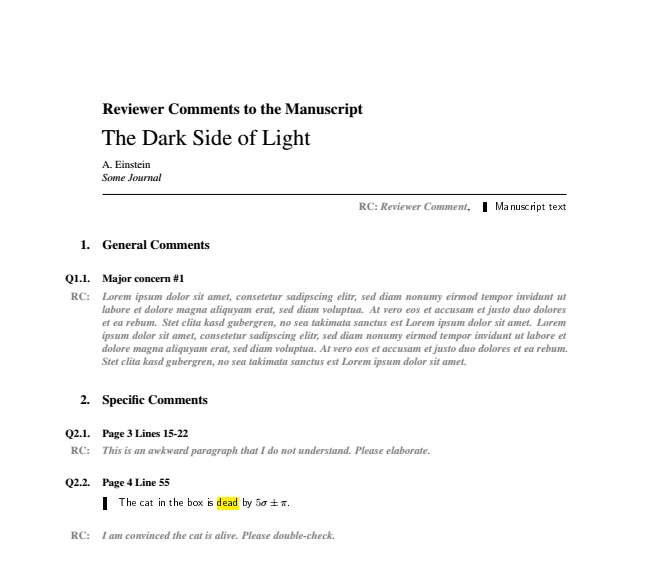 Reviewer Comments to the Manuscript
The Dark Side of Light
A. Einstein
Some Journal
RC: Reviewer Comment, Manuscript text
1. General Comments
Q1.1. Major concern #1
RC: Lorem ipsum dolor sit amet, consetetur sadipscing elitr, sed diam nonumy eirmod tempor invidunt ut
labore et dolore magna aliquyam erat, sed diam voluptua. At vero eos et accusam et justo duo dolores
et ea rebum. Stet clita kasd gubergren, no sea takimata sanctus est Lorem ipsum dolor sit amet. Lorem
ipsum dolor sit amet, consetetur sadipscing elitr, sed diam nonumy eirmod tempor invidunt ut labore et
dolore magna aliquyam erat, sed diam voluptua. At vero eos et accusam et justo duo dolores et ea rebum.
Stet clita kasd gubergren, no sea takimata sanctus est Lorem ipsum dolor sit amet.
2. Specific Comments
Q2.1. Page 3 Lines 15-22
RC: This is an awkward paragraph that I do not understand. Please elaborate.
Q2.2. Page 4 Line 55
The cat in the box is dead by 5σ ± π.
RC: I am convinced the cat is alive. Please double-check.